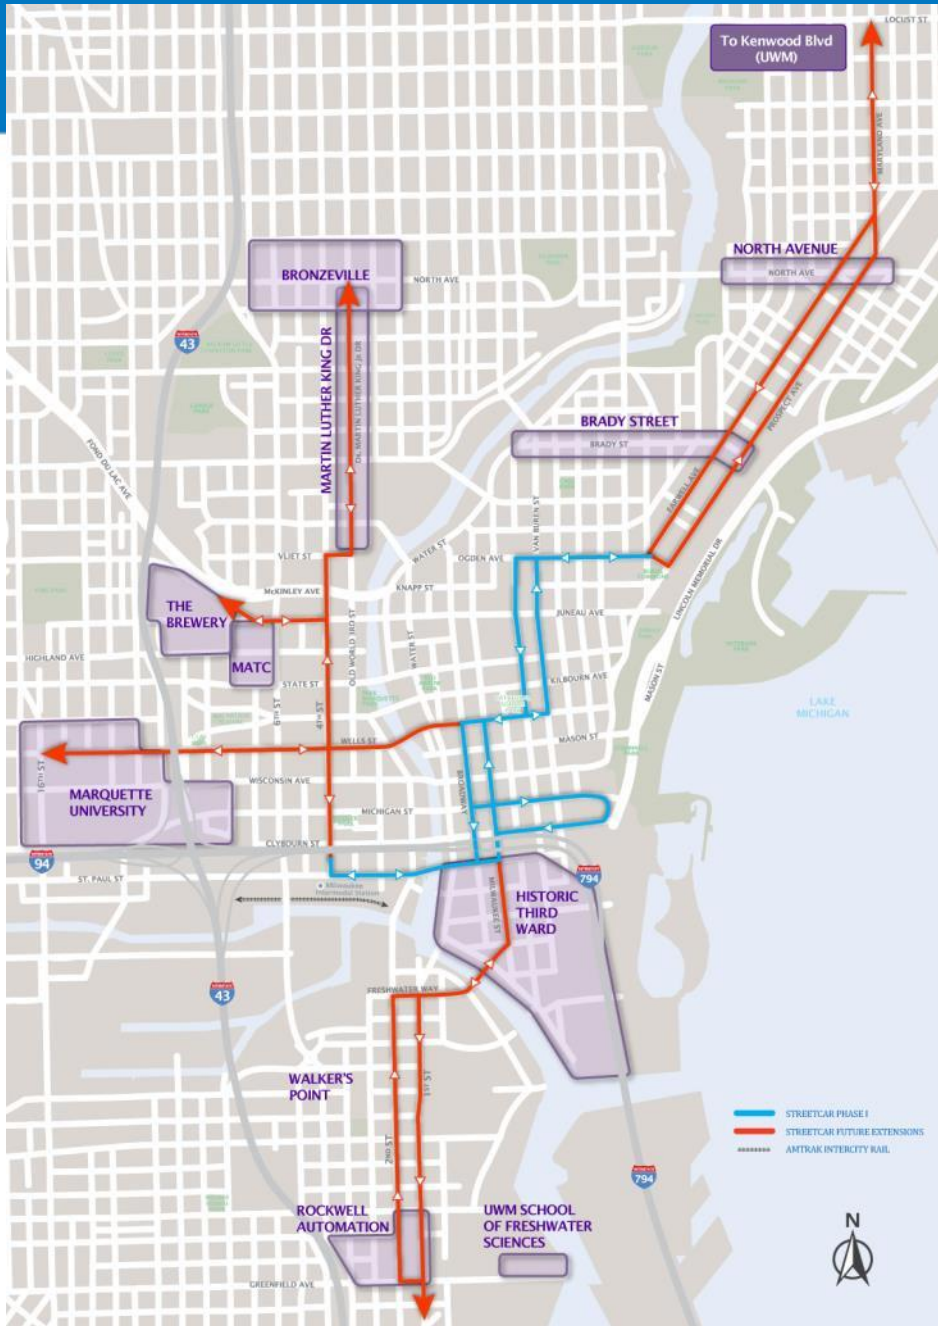 LOCUST ST
To Kenwood Blvd
(UWM)
MARYLAND AVE
NORTH AVENUE
NORTH AVE
BRONZEVILLE
NORTH AVE
43
MARTIN LUTHER KING DR
DR. MARTIN LUTHER KING Jr DR
PROSPECT AVE
BRADY STREET
BRADY ST
FOND DU LAC AVE
FARWELL AVE
VAN BUREN ST
WATER ST
VLIET ST
OGDEN AVE
LINCOLN MEMORIAL DR
McKINLEY AVE
KNAPP ST
THE
BREWERY
JUNEAU AVE
OLD WORLD 3RD ST
WATER ST
HIGHLAND AVE
MATC
STATE ST
KILBOURN AVE
MASON ST
6TH ST
4TH ST
LAKE
MICHIGAN
WELLS ST
MASON ST
16TH ST
WISCONSIN AVE
BROADWAY
MARQUETTE
UNIVERSITY
MICHIGAN ST
CLYBOURN ST
94
ST. PAUL ST
794
Milwaukee
Intermodal Station
MILWAUKEE ST
HISTORIC
THIRD
WARD
FRESHWATER WAY
43
WALKER'S
POINT
1ST ST
2ND ST
STREETCAR PHASE I
STREETCAR FUTURE EXTENSIONS
AMTRAK INTERCITY RAIL
794
ROCKWELL
AUTOMATION
UWM SCHOOL
OF FRESHWATER
SCIENCES
N
GREENFIELD AVE